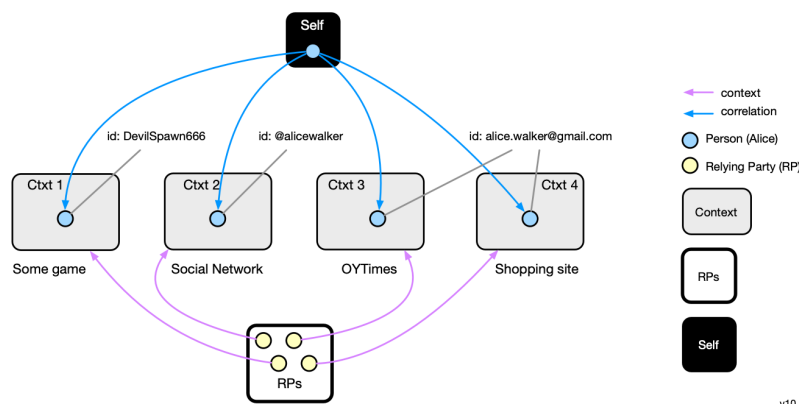 Self
id: DevilSpawn666
id: @alicewalker
id: alice.walker@gmail.com
Ctxt 1
Ctxt 2
Ctxt 3
Ctxt 4
Some game
Social Network
OYTimes
Shopping site
RPs
context
correlation
Person (Alice)
Relying Party (RP)
Context
RPs
Self
v10